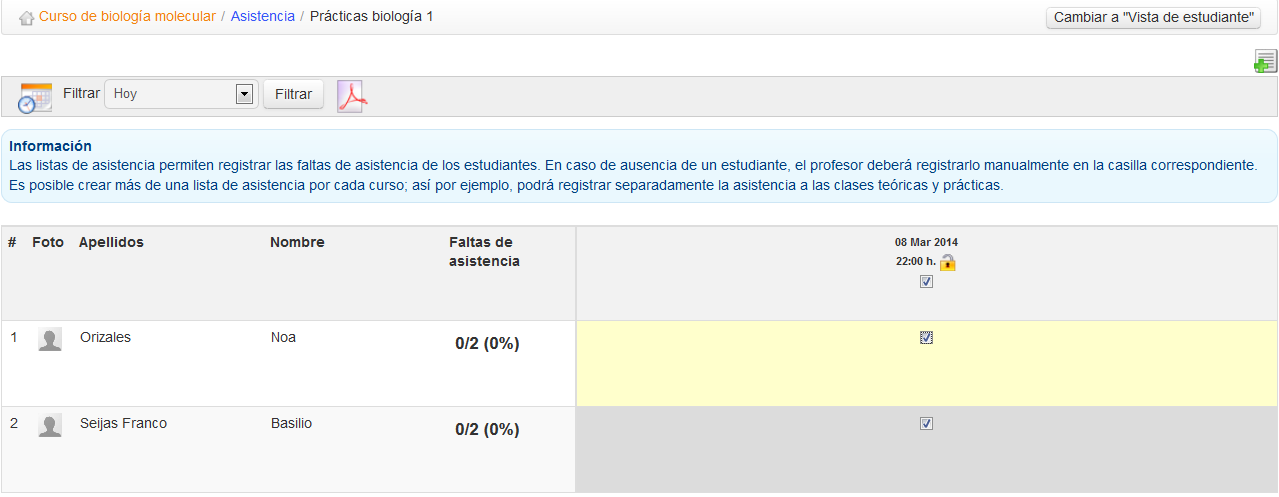 Curso de biología molecular / Asistencia / Prácticas biología 1
Cambiar a "Vista de estudiante"
Filtrar Hoy Filtrar
Información
Las listas de asistencia permiten registrar las faltas de asistencia de los estudiantes. En caso de ausencia de un estudiante, el profesor deberá registrarlo manualmente en la casilla correspondiente.
Es posible crear más de una lista de asistencia por cada curso; así por ejemplo, podrá registrar separadamente la asistencia a las clases teóricas y prácticas.
# Foto Apellidos Nombre Faltas de
asistencia
08 Mar 2014
22:00 h.
1 Orizales Noa 0/2 (0%)
2 Seijas Franco Basilio 0/2 (0%)